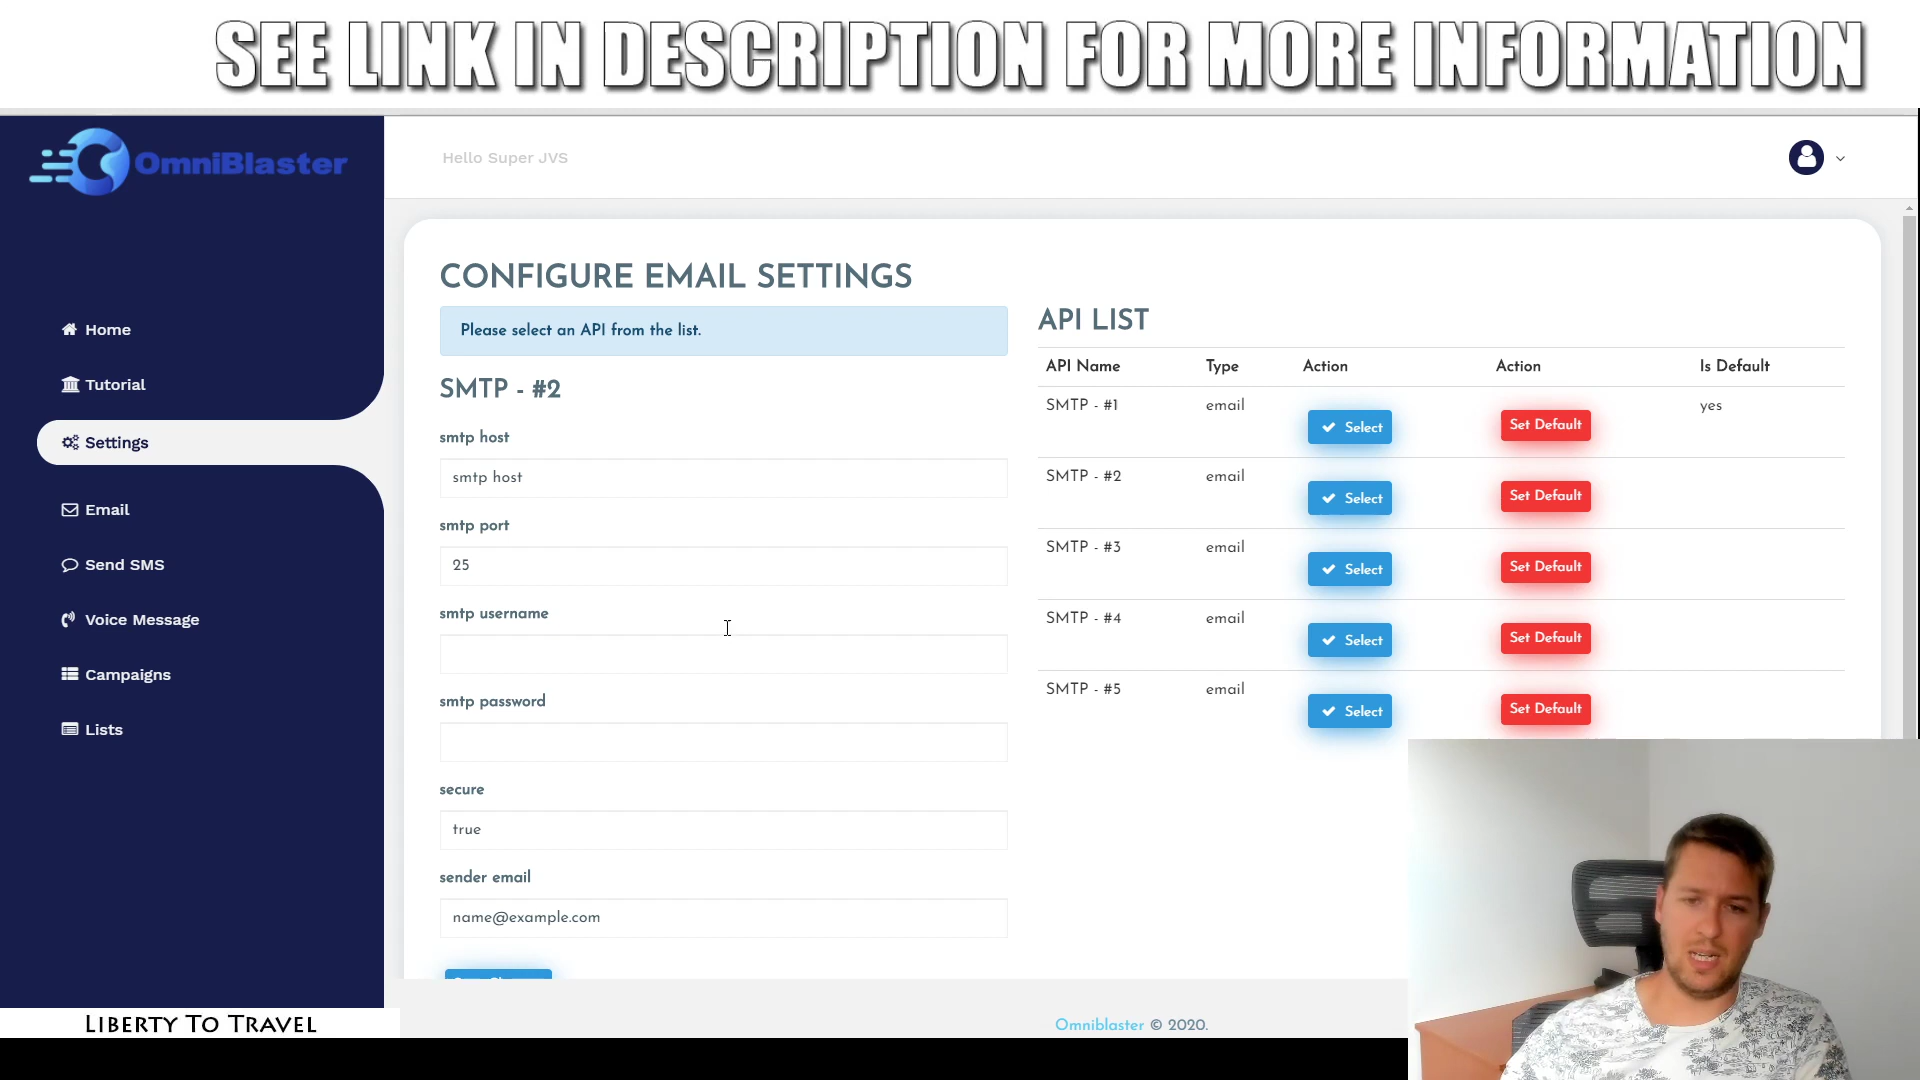 SEE LINK IN DESCRIPTION FOR MORE INFORMATION
OmniBlaster
Hello Super JVS
Home
Tutorial
Settings
Email
Send SMS
Voice Message
Campaigns
Lists
CONFIGURE EMAIL SETTINGS
Please select an API from the list.
SMTP - #2
smtp host
smtp host
smtp port
25
smtp username
smtp password
secure
true
sender email
name@example.com
API LIST
API Name Type Action Action Is Default
SMTP - #1 email Select Set Default yes
SMTP - #2 email Select Set Default
SMTP - #3 email Select Set Default
SMTP - #4 email Select Set Default
SMTP - #5 email Select Set Default
Omniblaster © 2020.
LIBERTY TO TRAVEL